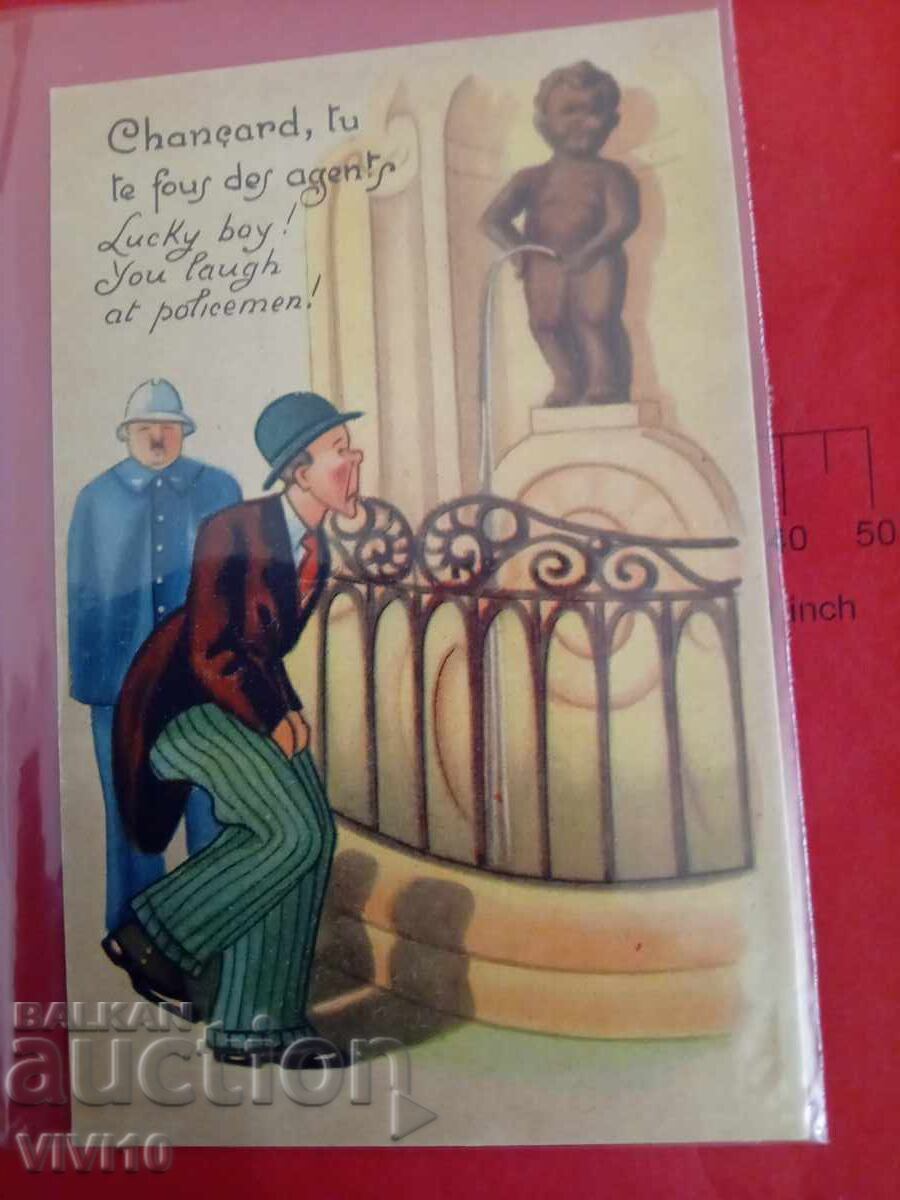 Chançard, tu
te fous des agents
Lucky boy!
You laugh
at policemen!
40 50
inch
BALKAN
auction
VIVI10